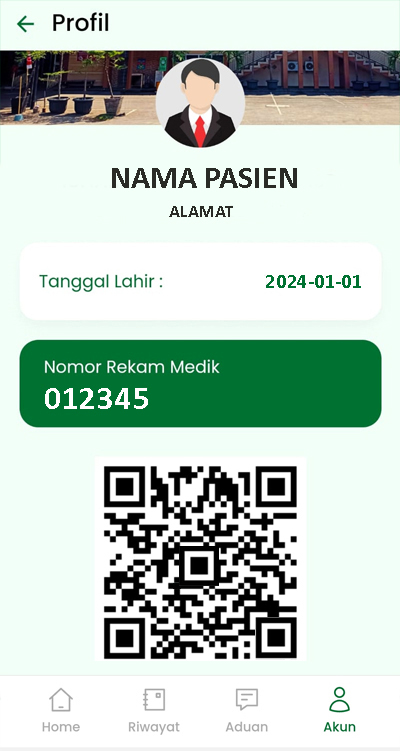 Profil
NAMA PASIEN
ALAMAT
Tanggal Lahir : 2024-01-01
Nomor Rekam Medik
012345
Home Riwayat Aduan Akun